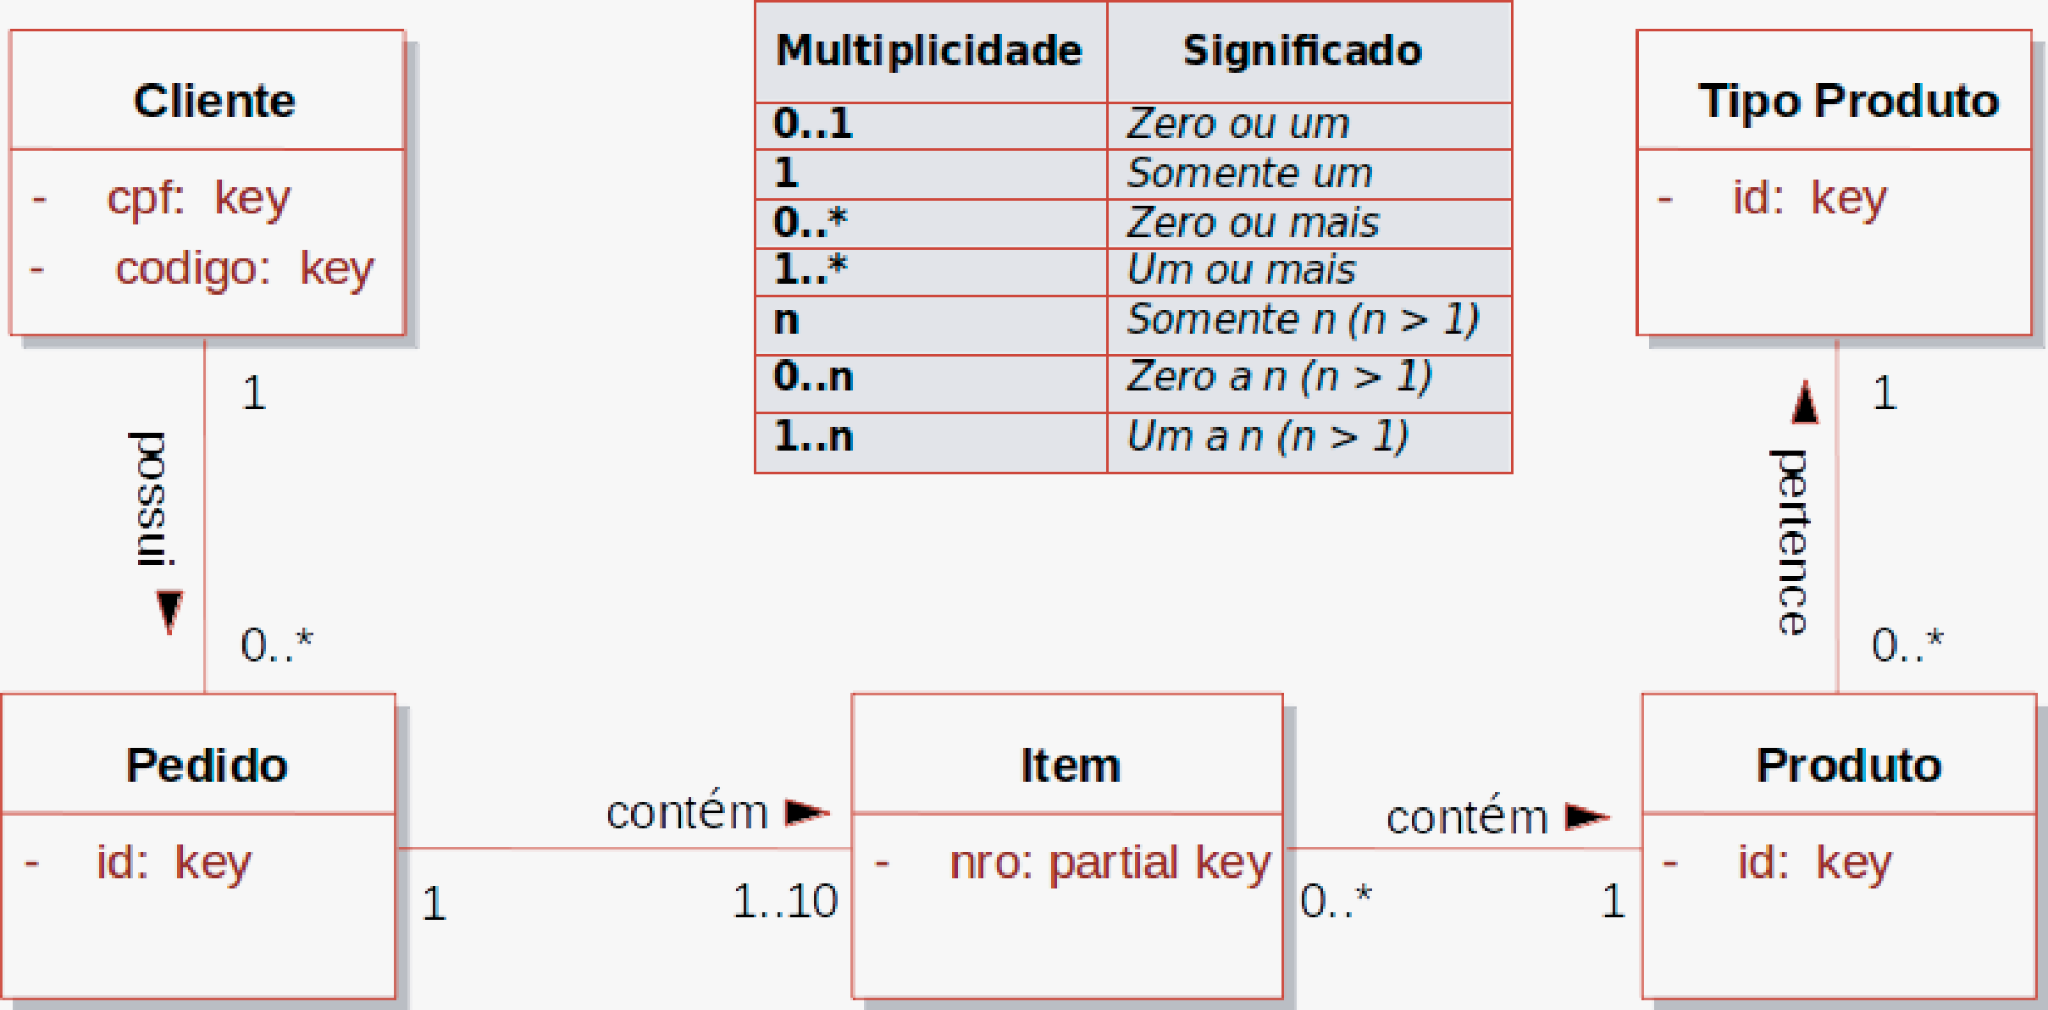 Cliente
- cpf: key
- codigo: key
Multiplicidade Significado
0..1 Zero ou um
1 Somente um
0..* Zero ou mais
1..* Um ou mais
n Somente n (n > 1)
0..n Zero a n (n > 1)
1..n Um a n (n > 1)
Tipo Produto
- id: key
1
possui
0..*
1
pertence
0..*
Pedido
- id: key
contém
1
1..10
Item
- nro: partial key
contém
0..*
1
Produto
- id: key